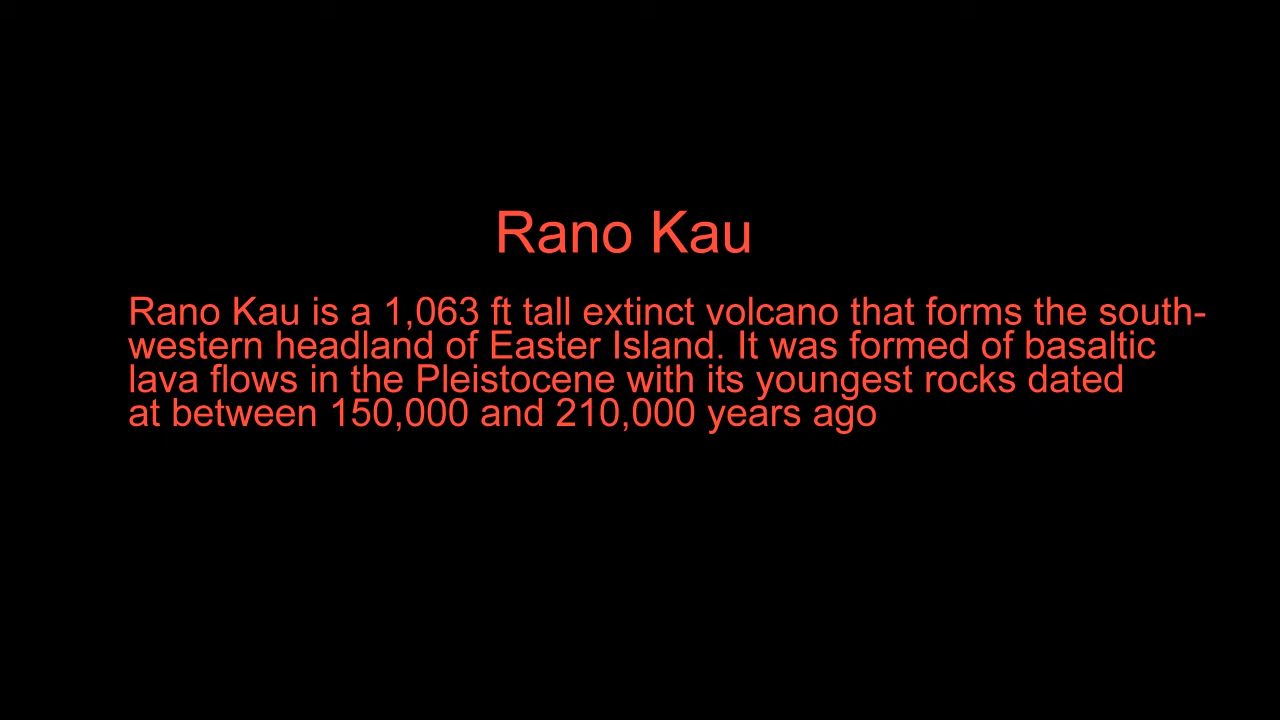 Rano Kau
Rano Kau is a 1,063 ft tall extinct volcano that forms the south-
western headland of Easter Island. It was formed of basaltic
lava flows in the Pleistocene with its youngest rocks dated
at between 150,000 and 210,000 years ago